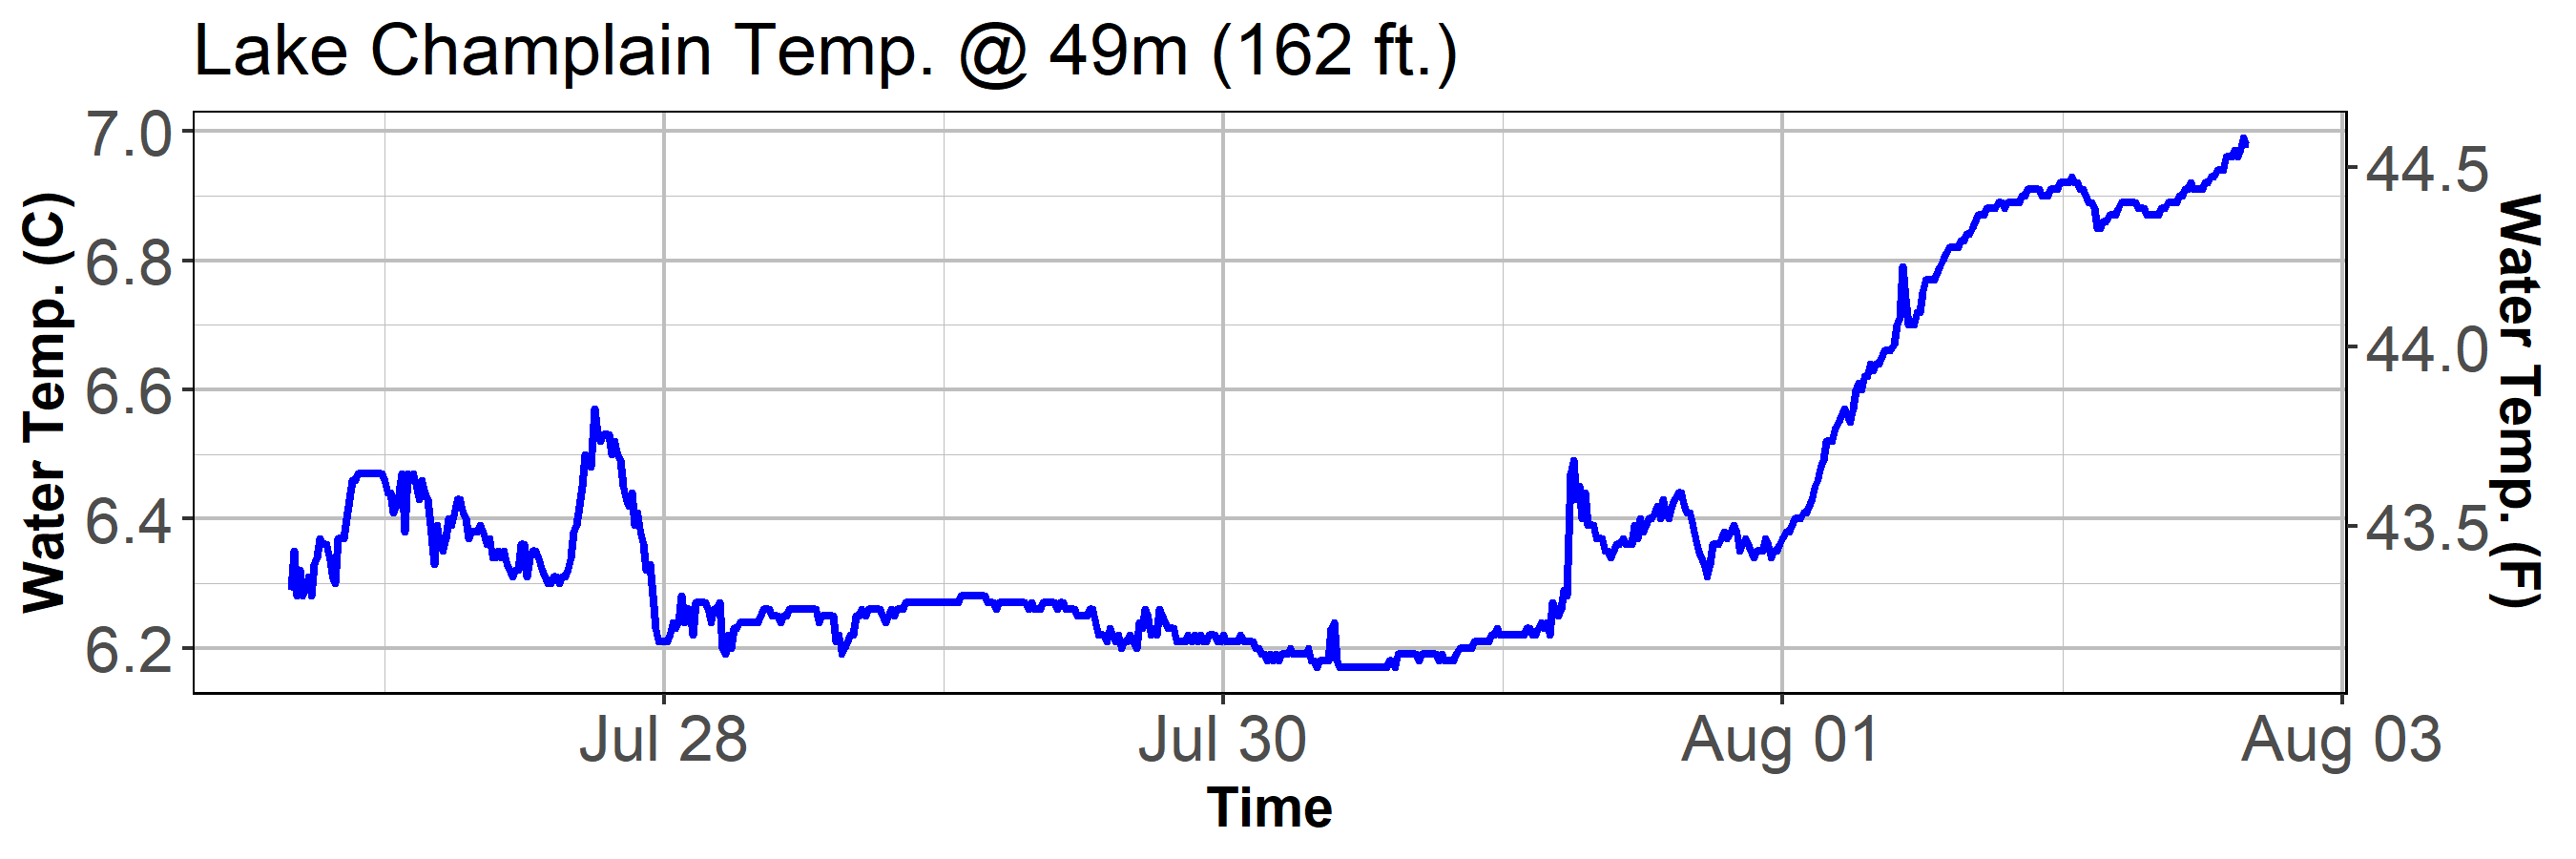 Lake Champlain Temp. @ 49m (162 ft.)
Water Temp. (C)
7.0
6.8
6.6
6.4
6.2
44.5
44.0
43.5
Water Temp. (F)
Jul 28
Jul 30
Aug 01
Aug 03
Time